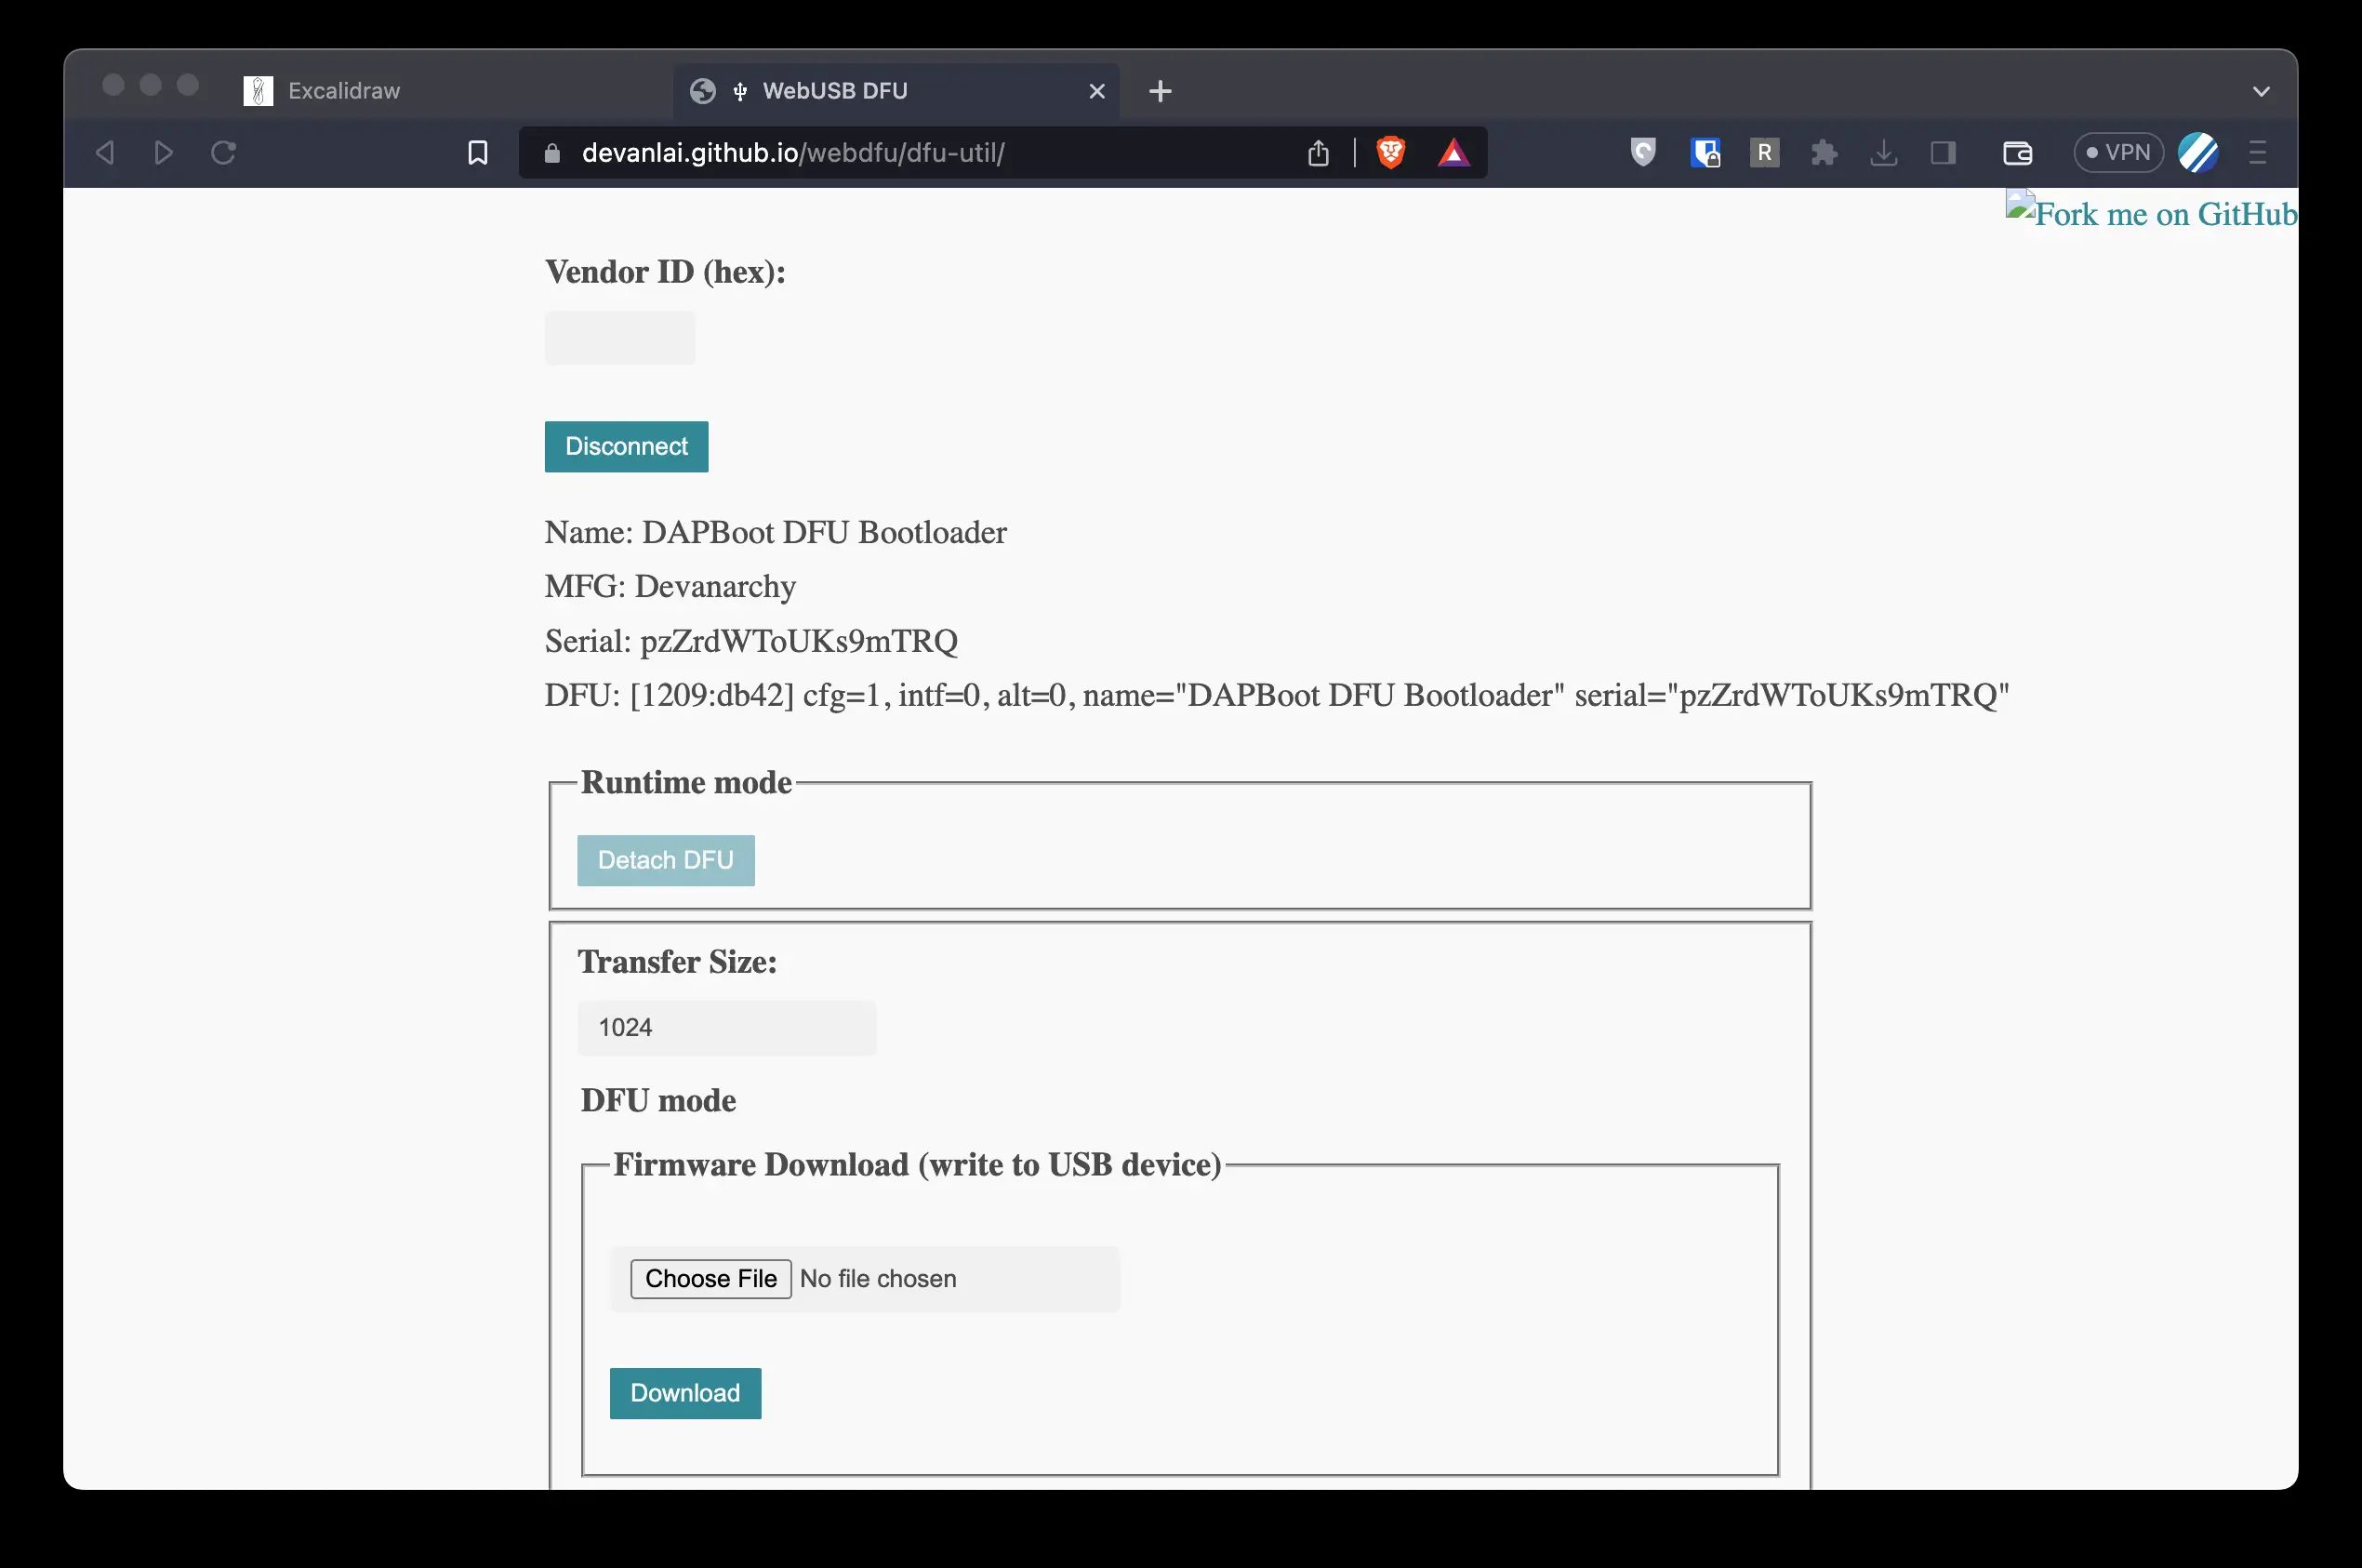 Excalidraw
WebUSB DFU
devanlai.github.io/webdfu/dfu-util/
R
VPN
Fork me on GitHub
Vendor ID (hex):
Disconnect
Name: DAPBoot DFU Bootloader
MFG: Devanarchy
Serial: pzZrdWToUKs9mTRQ
DFU: [1209:db42] cfg=1, intf=0, alt=0, name="DAPBoot DFU Bootloader" serial="pzZrdWToUKs9mTRQ"
Runtime mode
Detach DFU
Transfer Size:
1024
DFU mode
Firmware Download (write to USB device)
Choose File No file chosen
Download